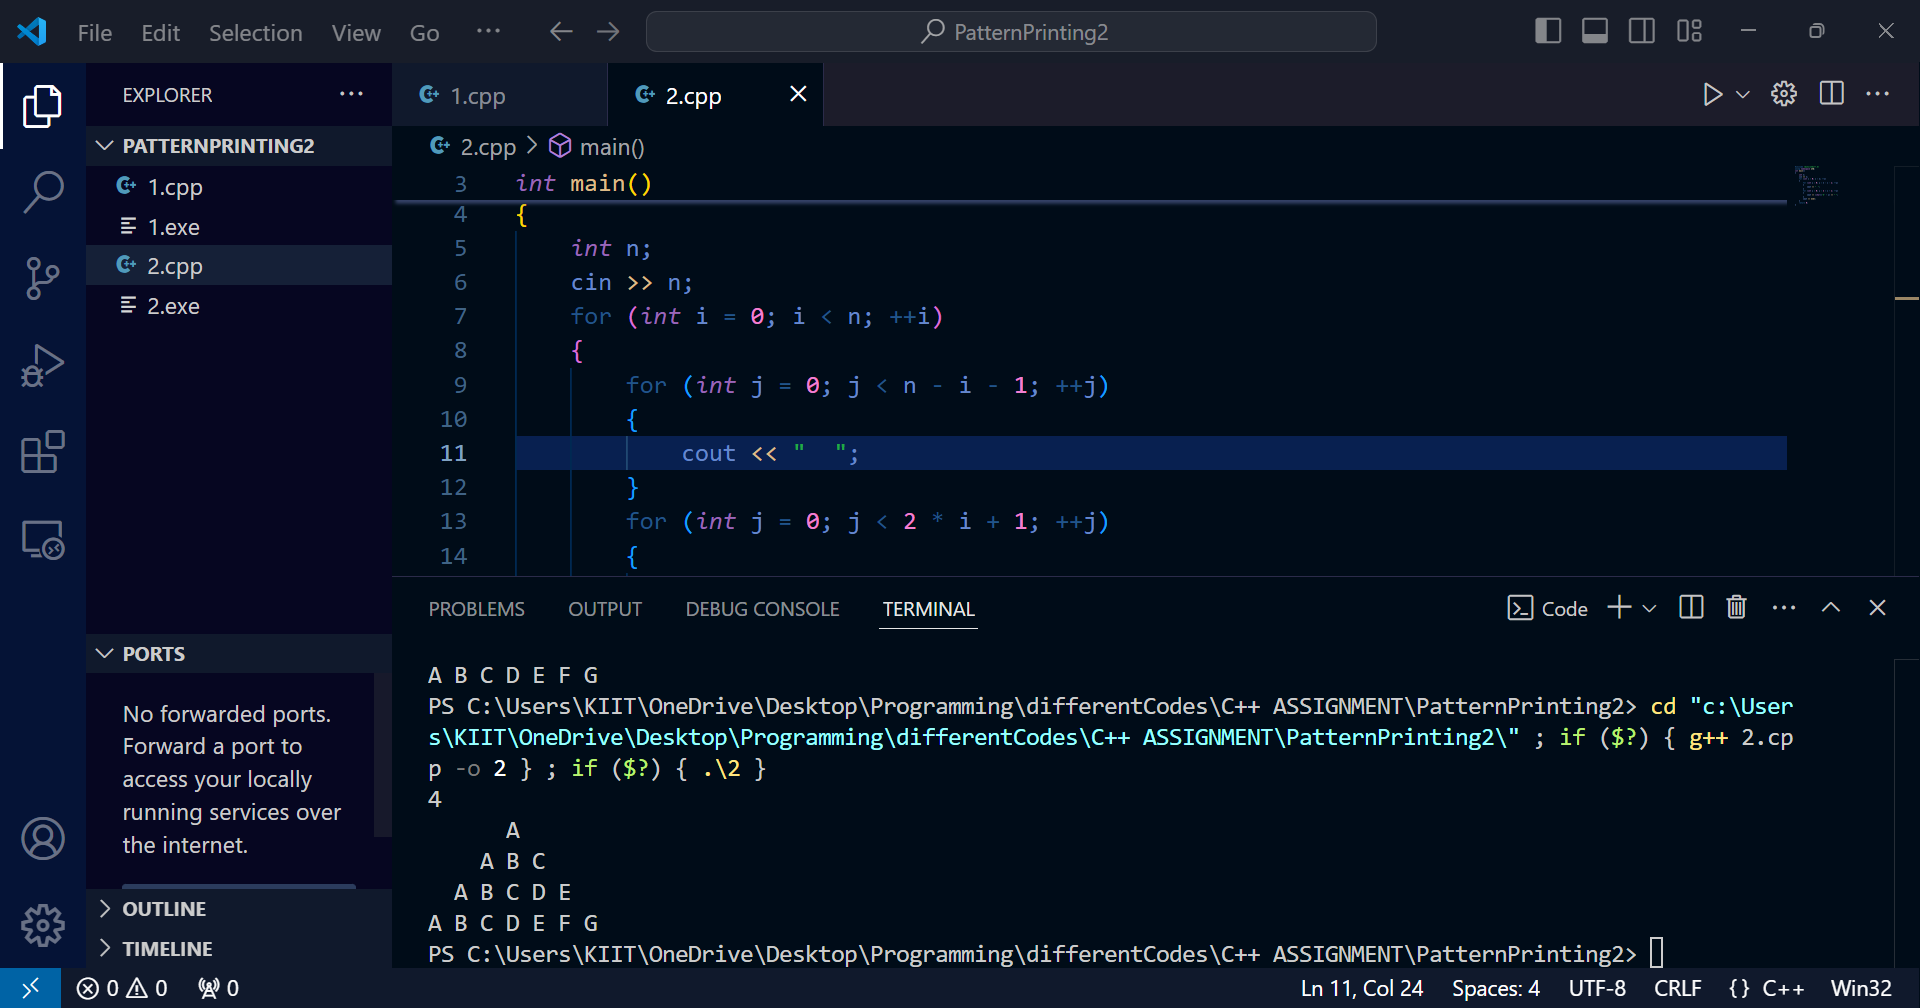 File Edit Selection View Go ··· PatternPrinting2
EXPLORER ···
PATTERNPRINTING2
1.cpp
1.exe
2.cpp
2.exe
PORTS
No forwarded ports.
Forward a port to
access your locally
running services over
the internet.
OUTLINE
TIMELINE
1.cpp 2.cpp
2.cpp > main()
3 int main()
4 {
5 int n;
6 cin >> n;
7 for (int i = 0; i < n; ++i)
8 {
9 for (int j = 0; j < n - i - 1; ++j)
10 {
11 cout << "  ";
12 }
13 for (int j = 0; j < 2 * i + 1; ++j)
14 {
PROBLEMS OUTPUT DEBUG CONSOLE TERMINAL Code
A B C D E F G
PS C:\Users\KIIT\OneDrive\Desktop\Programming\differentCodes\C++ ASSIGNMENT\PatternPrinting2> cd "c:\User
s\KIIT\OneDrive\Desktop\Programming\differentCodes\C++ ASSIGNMENT\PatternPrinting2\" ; if ($?) { g++ 2.cp
p -o 2 } ; if ($?) { .\2 }
4
A
A B C
A B C D E
A B C D E F G
PS C:\Users\KIIT\OneDrive\Desktop\Programming\differentCodes\C++ ASSIGNMENT\PatternPrinting2>
0 0 0 Ln 11, Col 24 Spaces: 4 UTF-8 CRLF {} C++ Win32